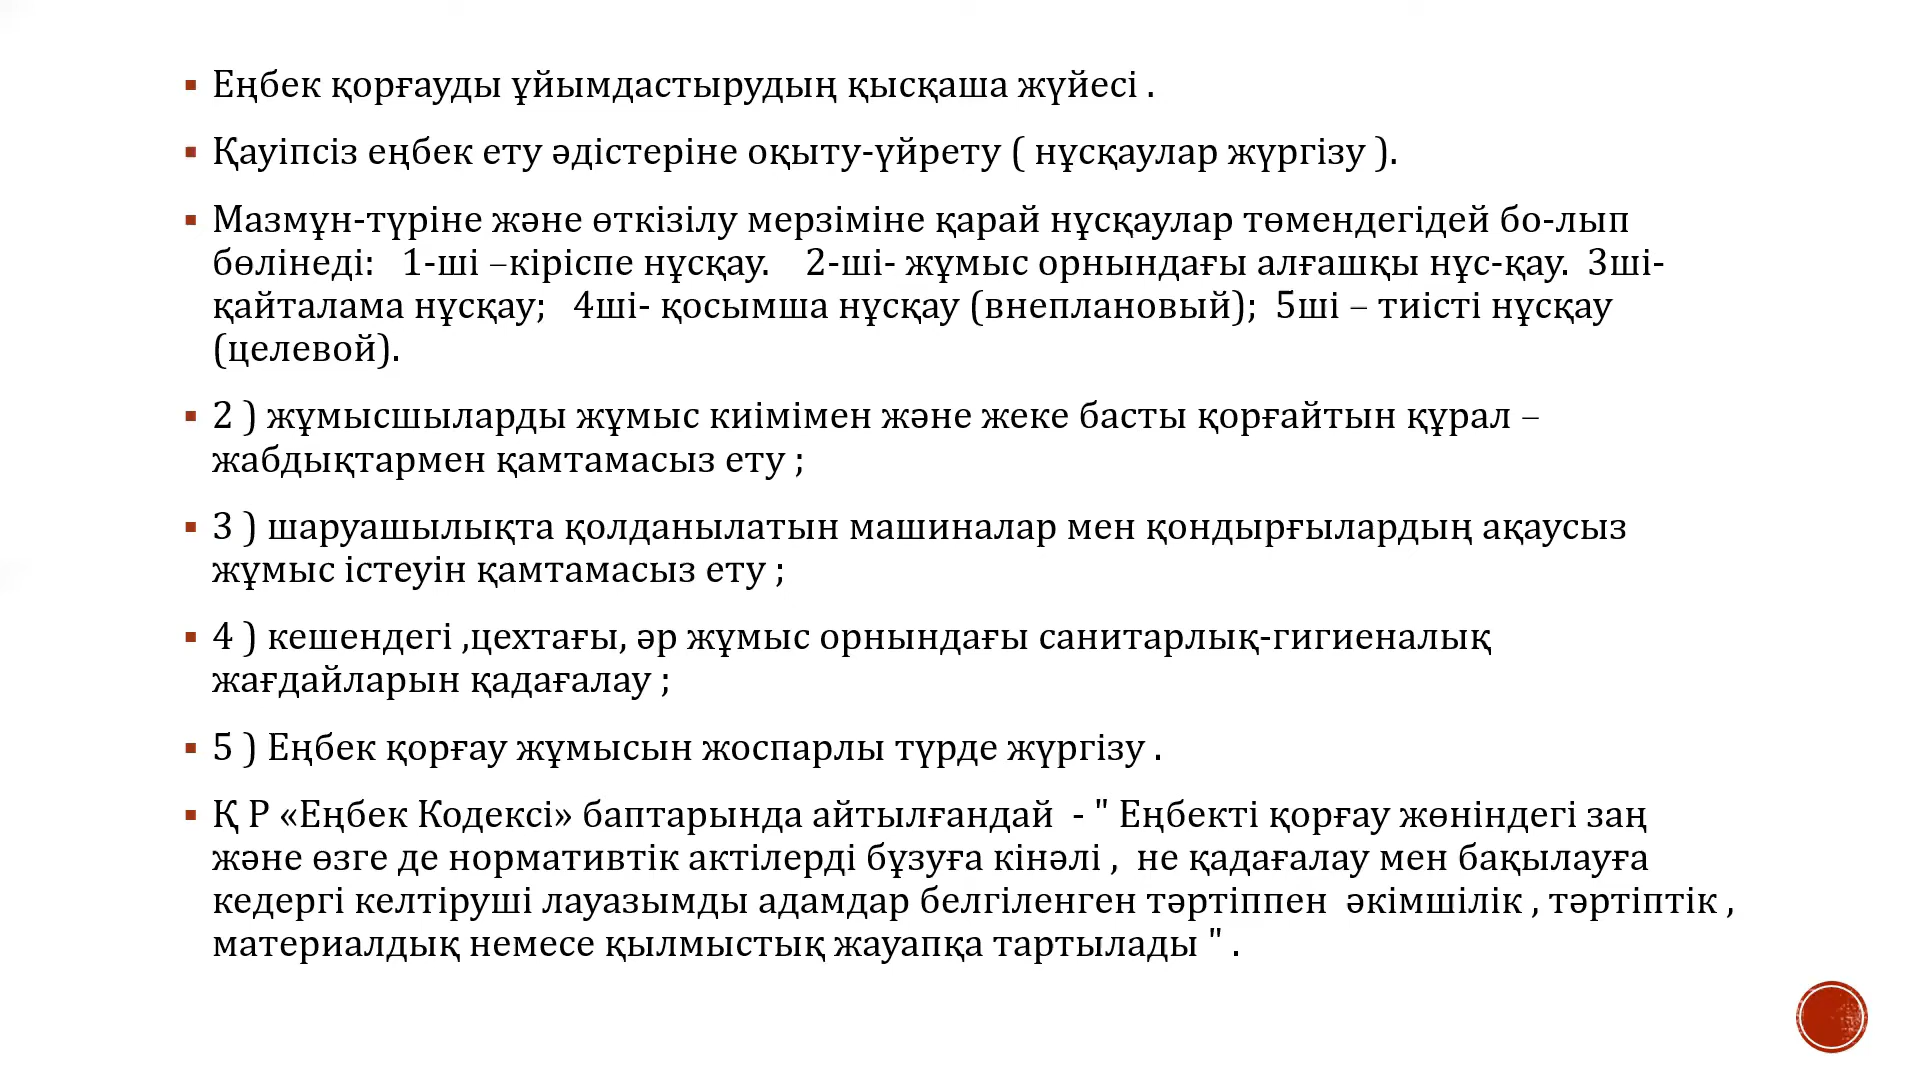 ▪ Еңбек қорғауды ұйымдастырудың қысқаша жүйесі .
▪ Қауіпсіз еңбек ету әдістеріне оқыту-үйрету ( нұсқаулар жүргізу ).
▪ Мазмұн-түріне және өткізілу мерзіміне қарай нұсқаулар төмендегідей бо-лып
бөлінеді: 1-ші –кіріспе нұсқау. 2-ші- жұмыс орнындағы алғашқы нұс-қау. 3ші-
қайталама нұсқау; 4ші- қосымша нұсқау (внеплановый); 5ші – тиісті нұсқау
(целевой).
▪ 2 ) жұмысшыларды жұмыс киімімен және жеке басты қорғайтын құрал –
жабдықтармен қамтамасыз ету ;
▪ 3 ) шаруашылықта қолданылатын машиналар мен қондырғылардың ақаусыз
жұмыс істеуін қамтамасыз ету ;
▪ 4 ) кешендегі ,цехтағы, әр жұмыс орнындағы санитарлық-гигиеналық
жағдайларын қадағалау ;
▪ 5 ) Еңбек қорғау жұмысын жоспарлы түрде жүргізу .
▪ Қ Р «Еңбек Кодексі» баптарында айтылғандай - " Еңбекті қорғау жөніндегі заң
және өзге де нормативтік актілерді бұзуға кінәлі , не қадағалау мен бақылауға
кедергі келтіруші лауазымды адамдар белгіленген тәртіппен әкімшілік , тәртіптік ,
материалдық немесе қылмыстық жауапқа тартылады " .